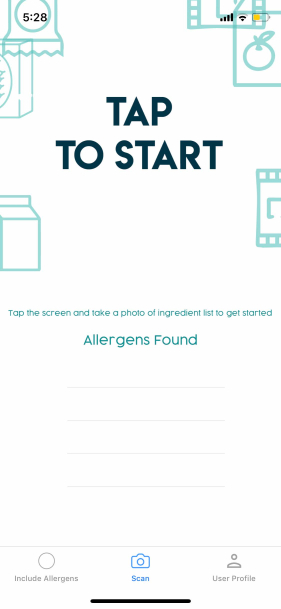 5:28
TAP
TO START
Tap the screen and take a photo of ingredient list to get started
Allergens Found
Include Allergens
Scan
User Profile